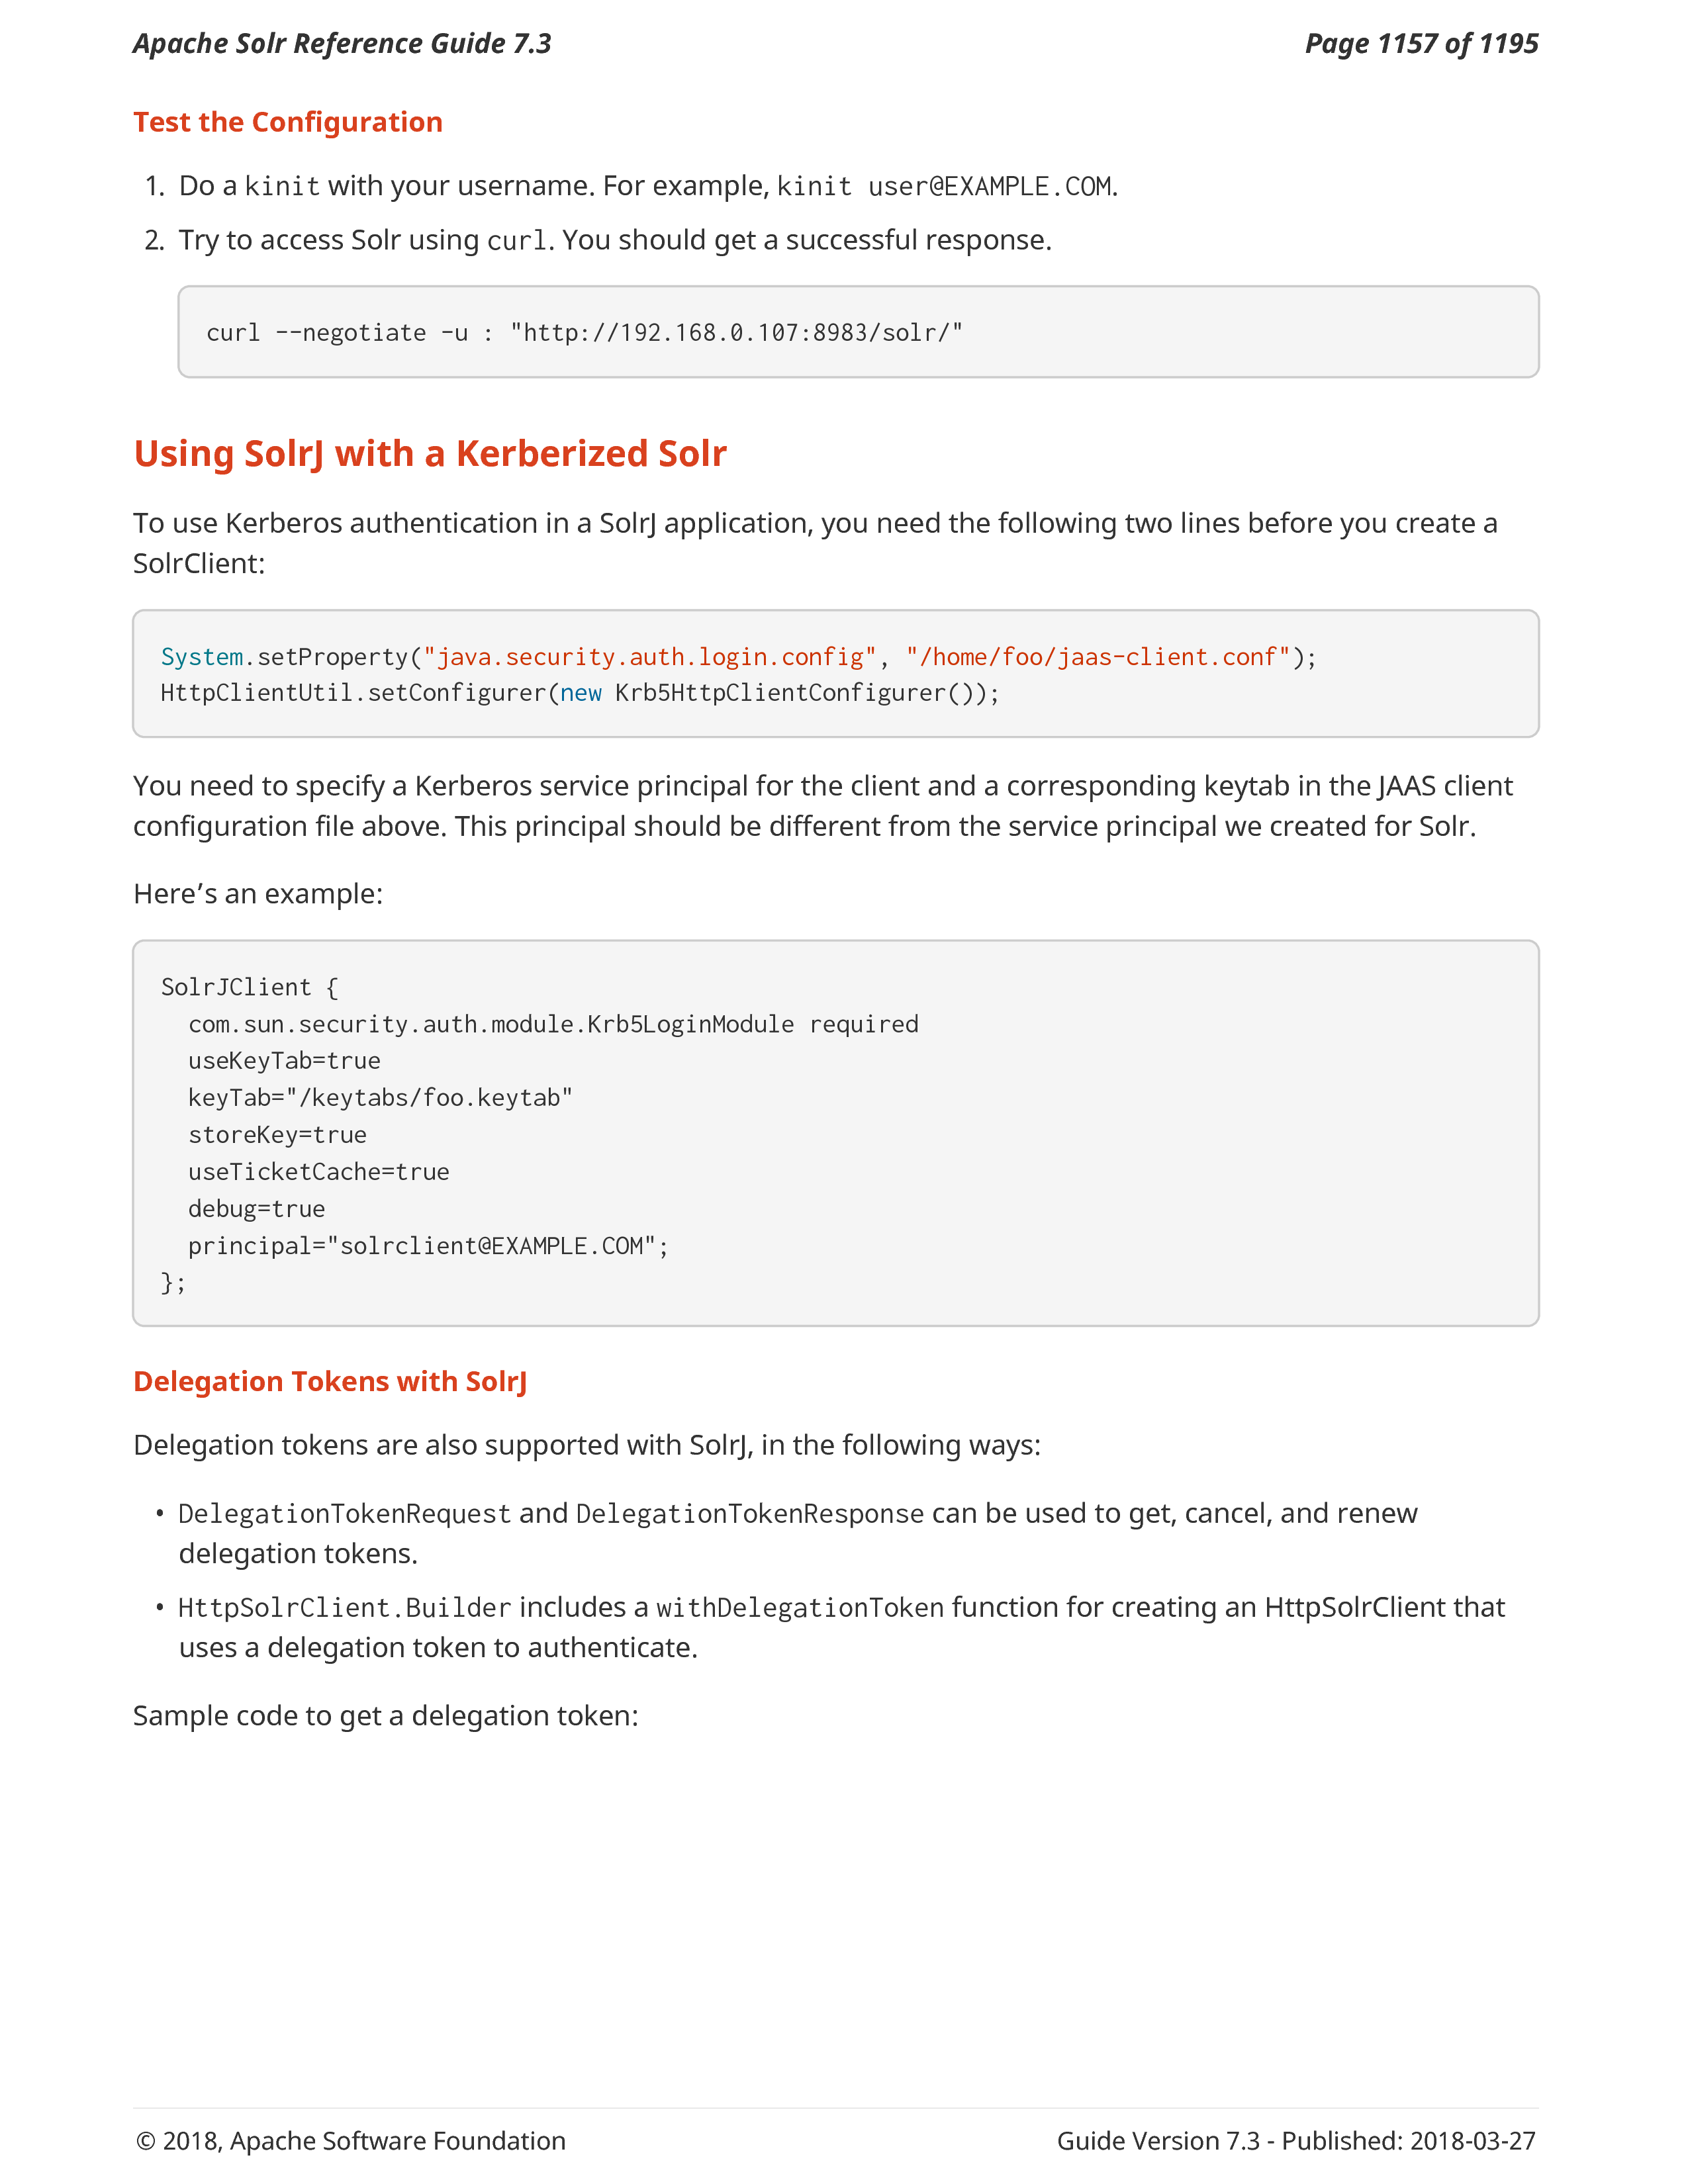 Apache Solr Reference Guide 7.3 Page 1157 of 1195
Test the Configuration
1. Do a kinit with your username. For example, kinit user@EXAMPLE.COM.
2. Try to access Solr using curl. You should get a successful response.
curl --negotiate -u : "http://192.168.0.107:8983/solr/"
Using SolrJ with a Kerberized Solr
To use Kerberos authentication in a SolrJ application, you need the following two lines before you create a
SolrClient:
System.setProperty("java.security.auth.login.config", "/home/foo/jaas-client.conf");
HttpClientUtil.setConfigurer(new Krb5HttpClientConfigurer());
You need to specify a Kerberos service principal for the client and a corresponding keytab in the JAAS client
configuration file above. This principal should be different from the service principal we created for Solr.
Here’s an example:
SolrJClient {
  com.sun.security.auth.module.Krb5LoginModule required
  useKeyTab=true
  keyTab="/keytabs/foo.keytab"
  storeKey=true
  useTicketCache=true
  debug=true
  principal="solrclient@EXAMPLE.COM";
};
Delegation Tokens with SolrJ
Delegation tokens are also supported with SolrJ, in the following ways:
• DelegationTokenRequest and DelegationTokenResponse can be used to get, cancel, and renew
delegation tokens.
• HttpSolrClient.Builder includes a withDelegationToken function for creating an HttpSolrClient that
uses a delegation token to authenticate.
Sample code to get a delegation token:
© 2018, Apache Software Foundation Guide Version 7.3 - Published: 2018-03-27